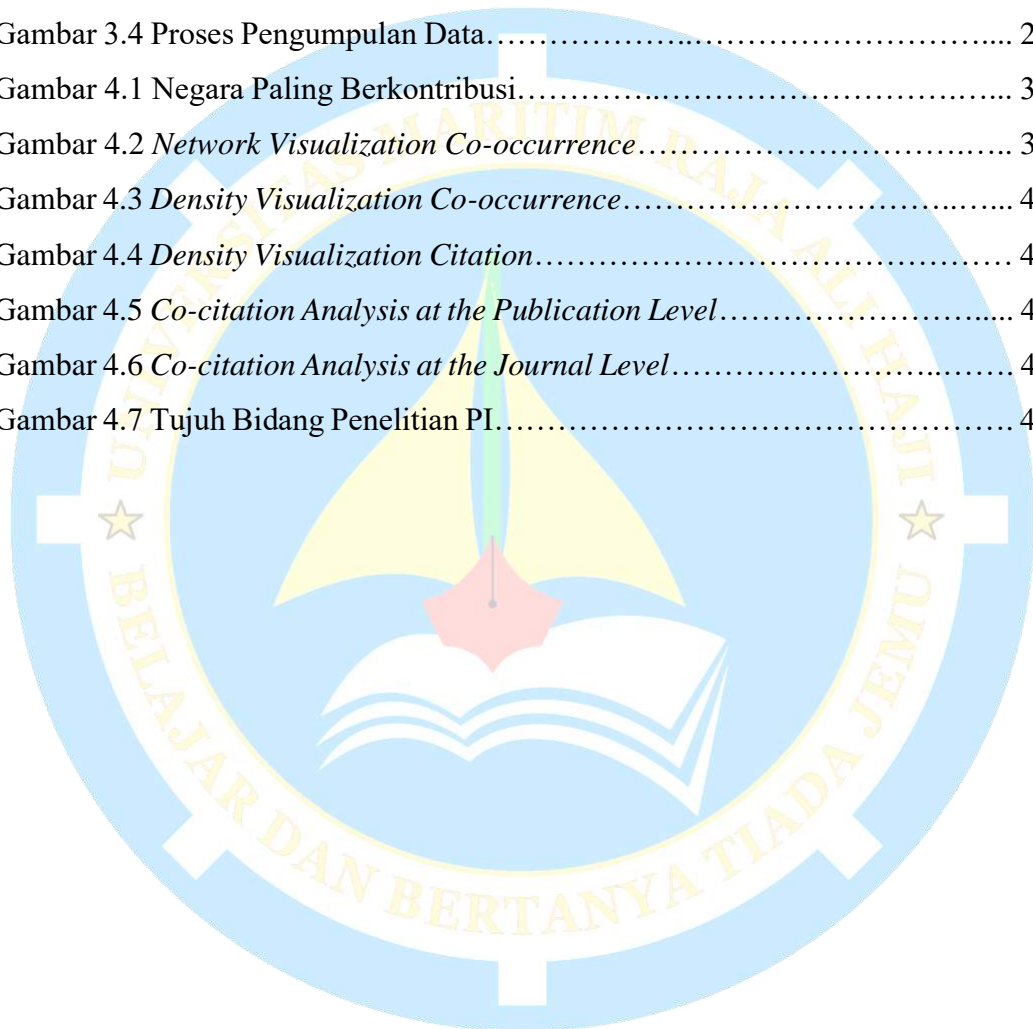 Gambar 3.4 Proses Pengumpulan Data………………..………………………... 2
Gambar 4.1 Negara Paling Berkontribusi………….……………………….…... 3
Gambar 4.2 Network Visualization Co-occurrence……………………….….. 3
Gambar 4.3 Density Visualization Co-occurrence………………………..…... 4
Gambar 4.4 Density Visualization Citation…………………………………… 4
Gambar 4.5 Co-citation Analysis at the Publication Level…………………..... 4
Gambar 4.6 Co-citation Analysis at the Journal Level………………….…..……. 4
Gambar 4.7 Tujuh Bidang Penelitian PI………………………………………. 4
UNIVERSITAS MARITIM RAJA ALI HAJI
BELAJAR DAN BERTANYA TIADA JEMU